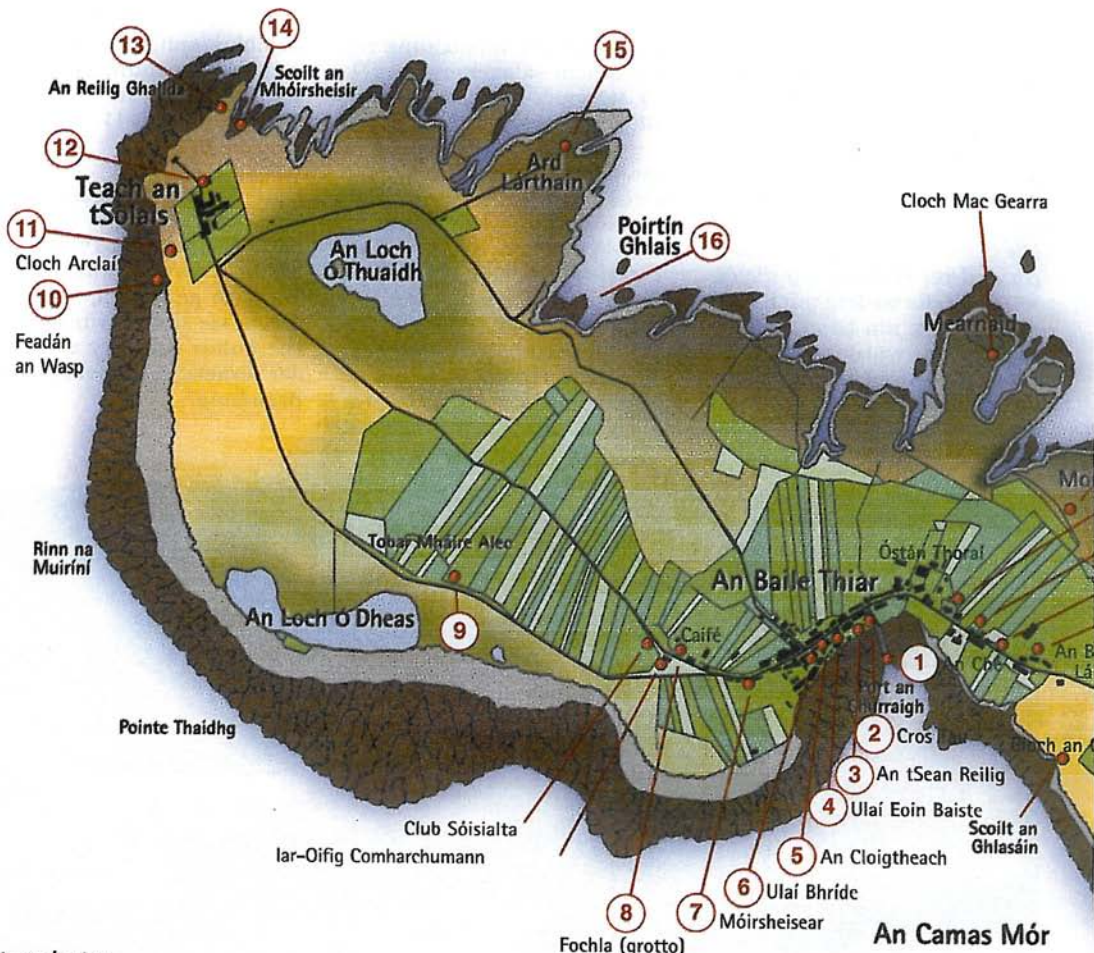 13
14
An Reilig Ghallda
Scoilt an
Mhóirsheisir
15
12
Ard
Lárthain
Teach an
tSolais
Cloch Mac Gearra
Poirtín
Ghlais
16
11
Cloch Arclaí
An Loch
Ó Thuaidh
10
Feadán
an Wasp
Mearnaid
Rinn na
Muiríní
Tobar Mháire Alec
Óstán Thoraí
An Baile Thiar
An Loch Ó Dheas
9
Caifé
1
An Ché
Port an
Churraigh
Pointe Thaidhg
2
Cros Tau
3
An tSean Reilig
4
Ulaí Eoin Baiste
Club Sóisialta
Scoilt an
Ghlasáin
Iar-Oifig Comharchumann
5
An Cloigtheach
6
Ulaí Bhríde
8
7
Móirsheisear
Fochla (grotto)
An Camas Mór